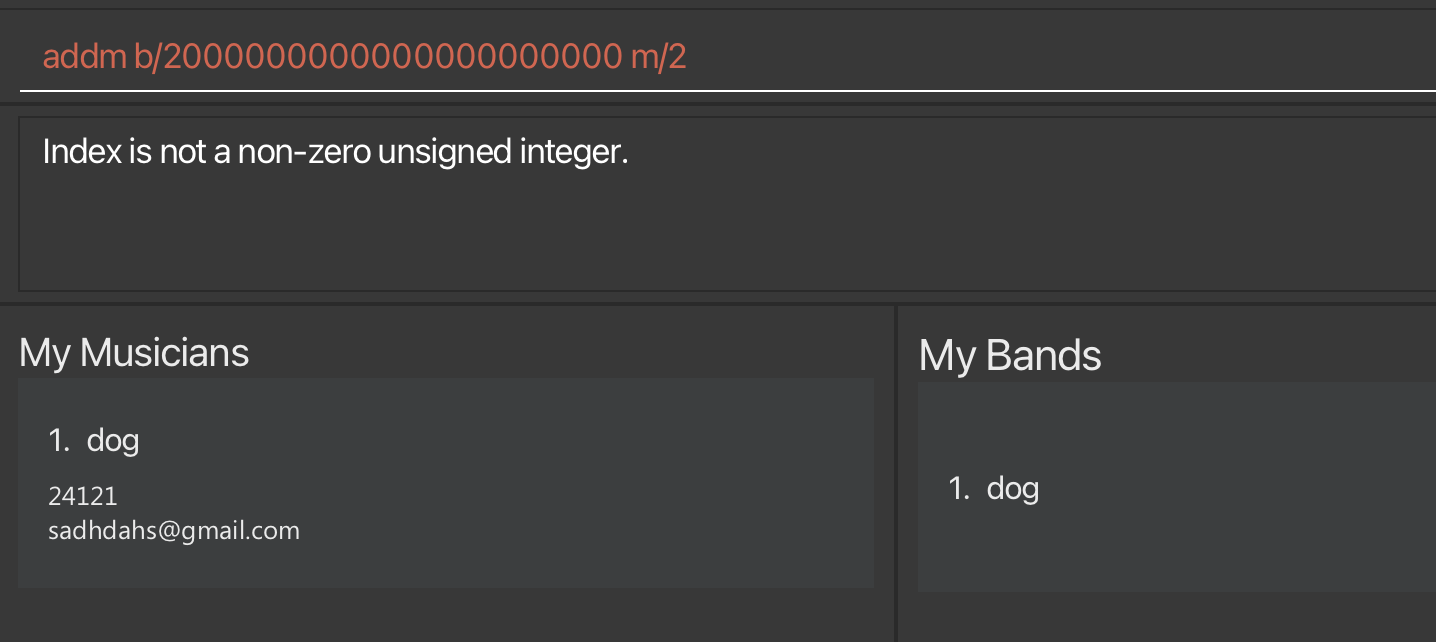 addm b/2000000000000000000000 m/2
Index is not a non-zero unsigned integer.
My Musicians
1. dog
24121
sadhdahs@gmail.com
My Bands
1. dog